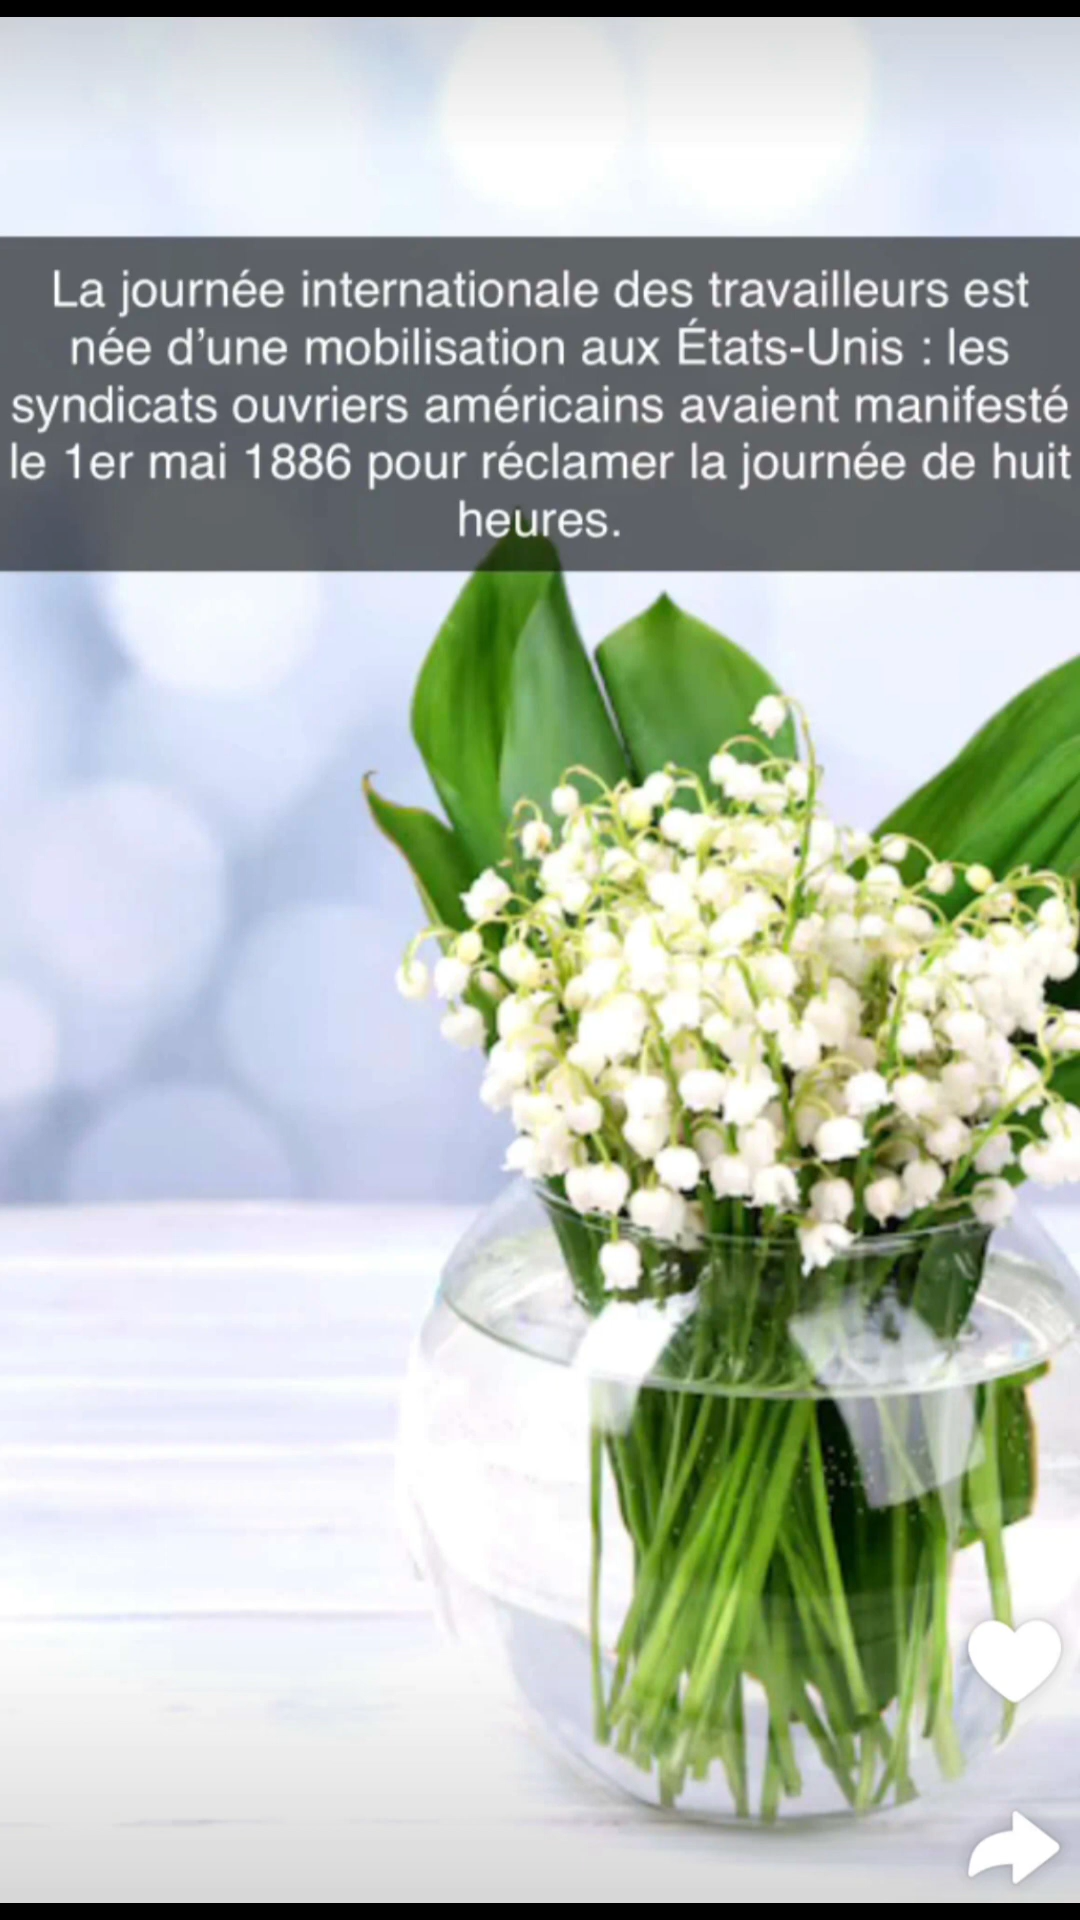 La journée internationale des travailleurs est
née d’une mobilisation aux États-Unis : les
syndicats ouvriers américains avaient manifesté
le 1er mai 1886 pour réclamer la journée de huit
heures.